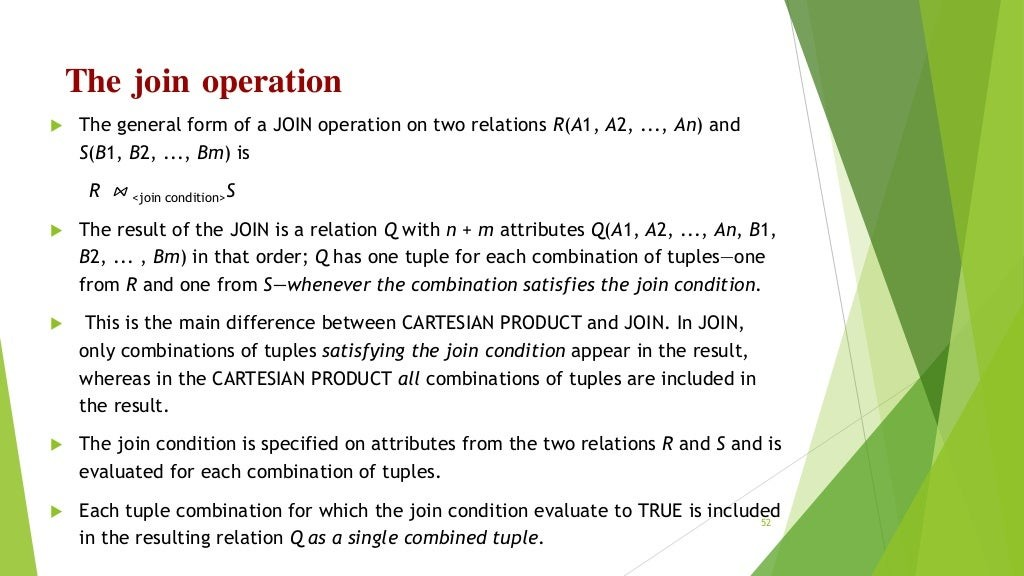 The join operation
The general form of a JOIN operation on two relations R(A1, A2, ..., An) and
S(B1, B2, ..., Bm) is
R ⋈ <join condition>S
The result of the JOIN is a relation Q with n + m attributes Q(A1, A2, ..., An, B1,
B2, ... , Bm) in that order; Q has one tuple for each combination of tuples—one
from R and one from S—whenever the combination satisfies the join condition.
This is the main difference between CARTESIAN PRODUCT and JOIN. In JOIN,
only combinations of tuples satisfying the join condition appear in the result,
whereas in the CARTESIAN PRODUCT all combinations of tuples are included in
the result.
The join condition is specified on attributes from the two relations R and S and is
evaluated for each combination of tuples.
Each tuple combination for which the join condition evaluate to TRUE is included
in the resulting relation Q as a single combined tuple.
52